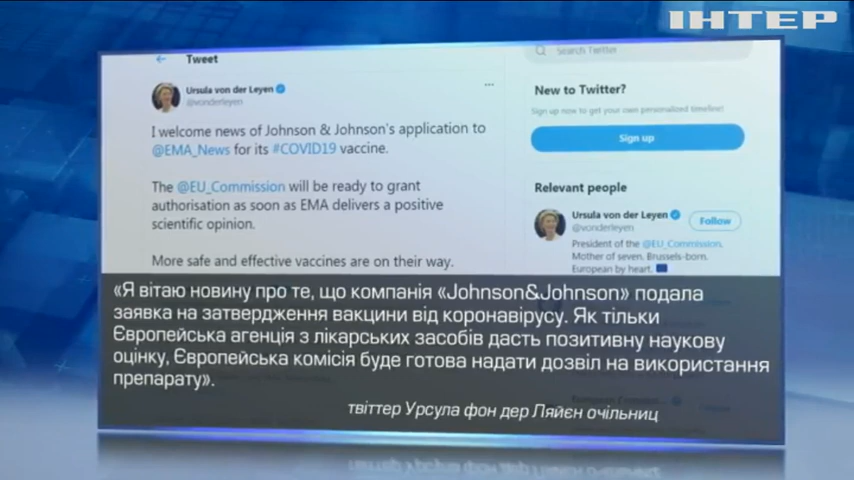 ІНТЕР
Tweet
Search Twitter
Ursula von der Leyen
@vonderleyen
I welcome news of Johnson & Johnson's application to
@EMA_News for its #COVID19 vaccine.
The @EU_Commission will be ready to grant
authorisation as soon as EMA delivers a positive
scientific opinion.
More safe and effective vaccines are on their way.
New to Twitter?
Sign up now to get your own personalized timeline!
Sign up
Relevant people
Ursula von der Leyen
Follow
@vonderleyen
President of the @EU_Commission.
Mother of seven. Brussels-born.
European by heart.
«Я вітаю новину про те, що компанія «Johnson&Johnson» подала
заявка на затвердження вакцини від коронавірусу. Як тільки
Європейська агенція з лікарських засобів дасть позитивну наукову
оцінку, Європейська комісія буде готова надати дозвіл на використання
препарату».
твіттер Урсула фон дер Ляйєн очільниц